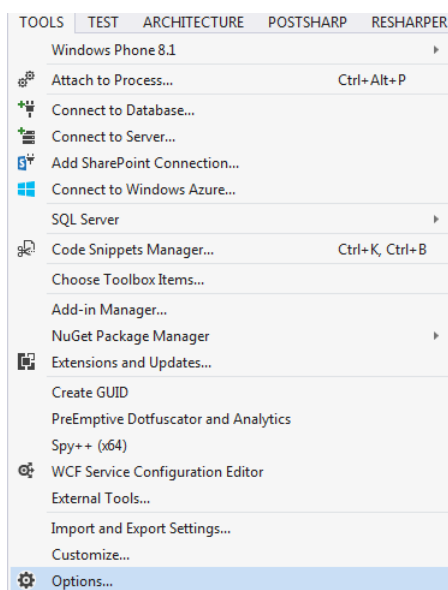 TOOLS TEST ARCHITECTURE POSTSHARP RESHARPER
Windows Phone 8.1
Attach to Process... Ctrl+Alt+P
Connect to Database...
Connect to Server...
Add SharePoint Connection...
Connect to Windows Azure...
SQL Server
Code Snippets Manager... Ctrl+K, Ctrl+B
Choose Toolbox Items...
Add-in Manager...
NuGet Package Manager
Extensions and Updates...
Create GUID
PreEmptive Dotfuscator and Analytics
Spy++ (x64)
WCF Service Configuration Editor
External Tools...
Import and Export Settings...
Customize...
Options...